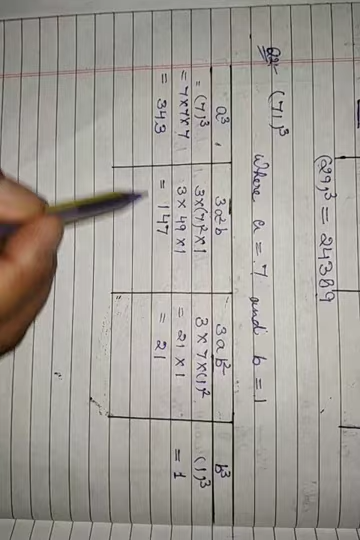 (29)³ = 24389
Q2- (71)³ where a = 7 and b = 1
a³, 3a²b 3ab² b³
= (7)³ 3×(7)²×1 3×7×(1)² (1)³
= 7×7×7 3×49×1 = 21×1 = 1
= 343 = 147 = 21